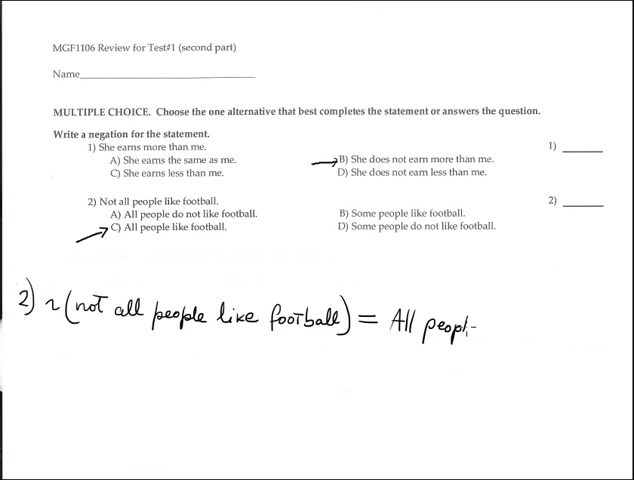 MGF1106 Review for Test#1 (second part)
Name
MULTIPLE CHOICE. Choose the one alternative that best completes the statement or answers the question.
Write a negation for the statement.
1) She earns more than me.
1)
A) She earns the same as me.
B) She does not earn more than me.
C) She earns less than me.
D) She does not earn less than me.
2) Not all people like football.
2)
A) All people do not like football.
B) Some people like football.
C) All people like football.
D) Some people do not like football.
2) ~ (not all people like football) = All peopl